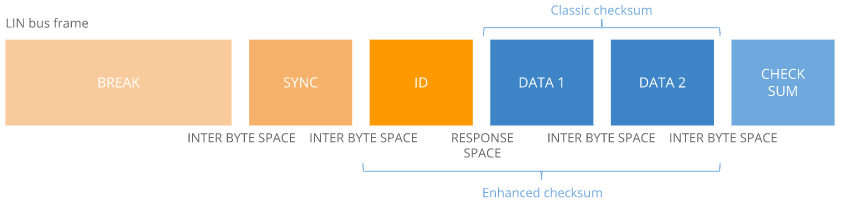 Classic checksum
LIN bus frame
BREAK
SYNC
ID
DATA 1
DATA 2
CHECK
SUM
INTER BYTE SPACE
INTER BYTE SPACE
RESPONSE
SPACE
INTER BYTE SPACE
INTER BYTE SPACE
Enhanced checksum